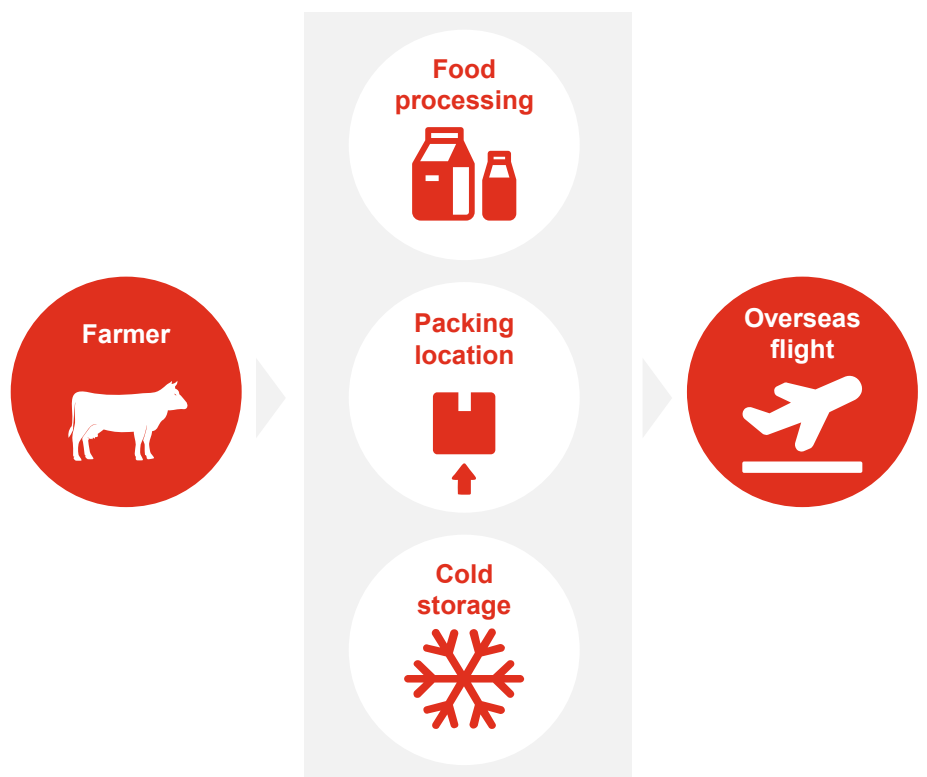 Farmer
Food
processing
Packing
location
Cold
storage
Overseas
flight